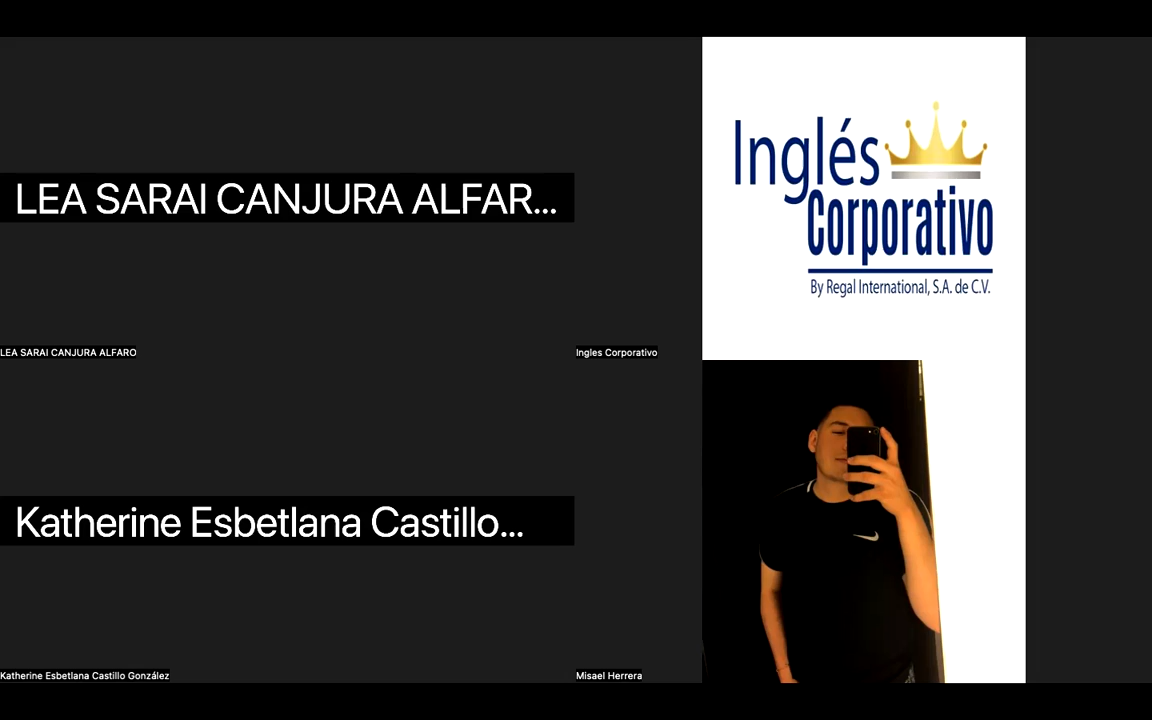 LEA SARAI CANJURA ALFAR...
LEA SARAI CANJURA ALFARO
Inglés
Corporativo
By Regal International, S.A. de C.V.
Ingles Corporativo
Katherine Esbetlana Castillo...
Katherine Esbetlana Castillo González
Misael Herrera